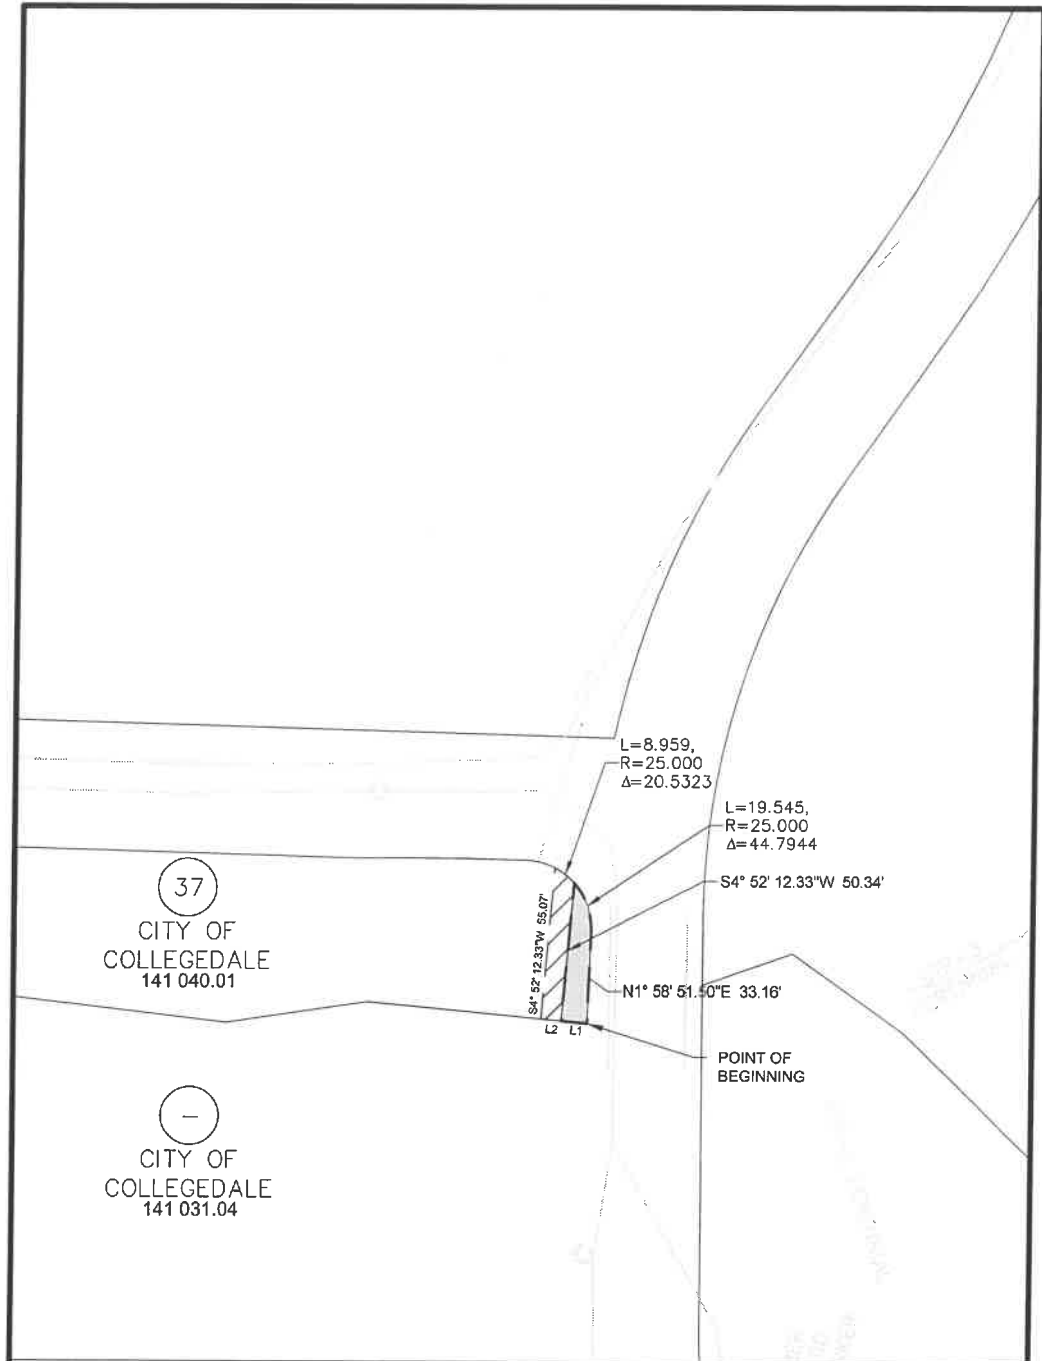 L=8.959,
R=25.000
Δ=20.5323
L=19.545,
R=25.000
Δ=44.7944
S4° 52' 12.33"W 50.34'
37
CITY OF
COLLEGEDALE
141 040.01
S4° 52' 12.33"W 55.07'
N1° 58' 51.50"E 33.16'
L2
L1
POINT OF
BEGINNING
–
CITY OF
COLLEGEDALE
141 031.04